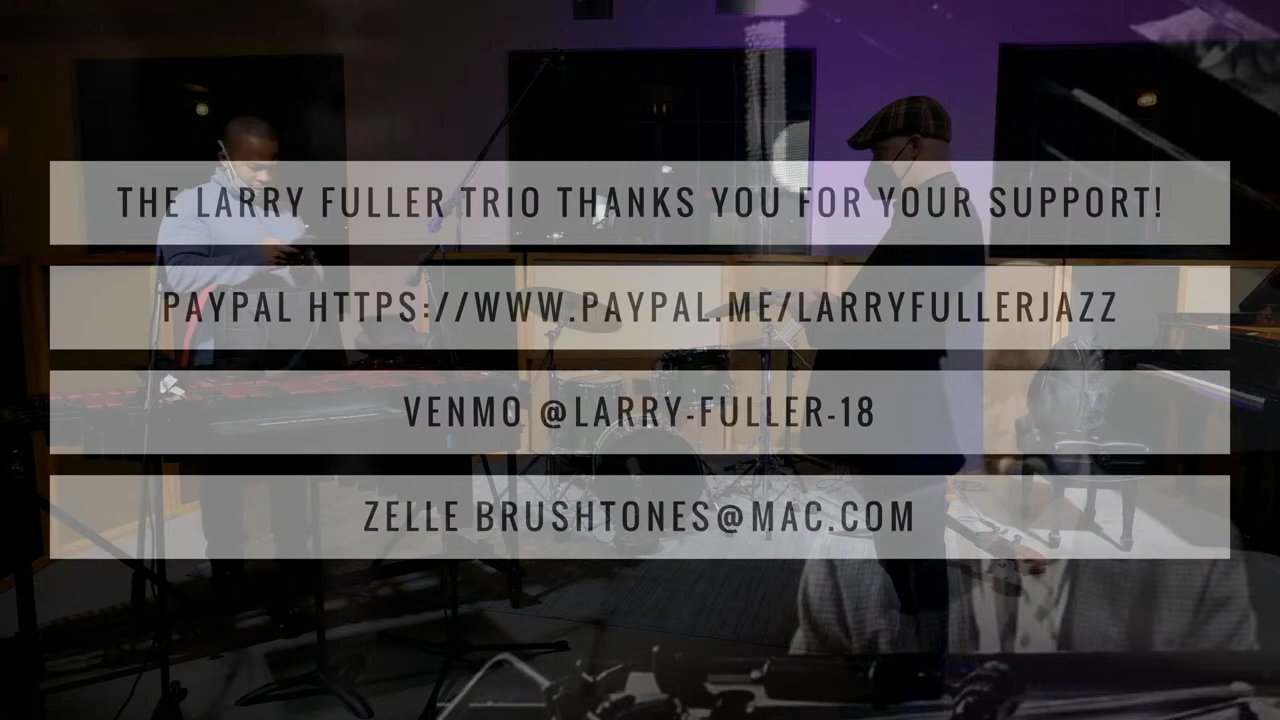 THE LARRY FULLER TRIO THANKS YOU FOR YOUR SUPPORT!
PAYPAL HTTPS://WWW.PAYPAL.ME/LARRYFULLERJAZZ
VENMO @LARRY-FULLER-18
ZELLE BRUSHTONES@MAC.COM